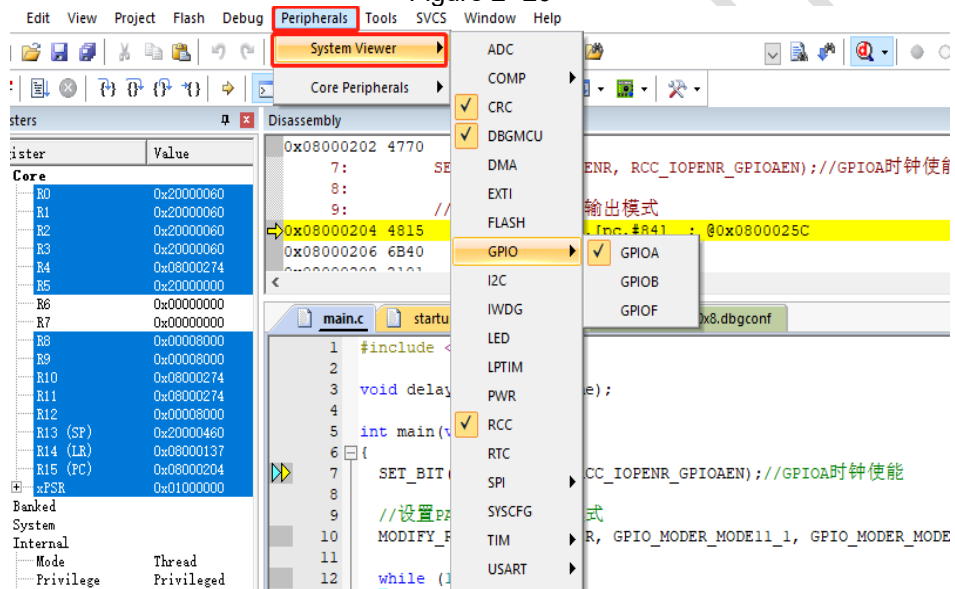 Edit View Project Flash Debug Peripherals Tools SVCS Window Help
System Viewer
Core Peripherals
ADC
COMP
CRC
DBGMCU
DMA
EXTI
FLASH
GPIO
I2C
IWDG
LED
LPTIM
PWR
RCC
RTC
SPI
SYSCFG
TIM
USART
GPIOA
GPIOB
GPIOF
Disassembly
0x08000202 4770
7: SE ENR, RCC_IOPENR_GPIOAEN);//GPIOA时钟使能
8:
9: // 输出模式
0x08000204 4815 [pc,#84] ; @0x0800025C
0x08000206 6B40
Value
Core
R0 0x20000060
R1 0x20000060
R2 0x20000060
R3 0x20000060
R4 0x08000274
R5 0x20000000
R6 0x00000000
R7 0x00000000
R8 0x00008000
R9 0x00008000
R10 0x08000274
R11 0x08000274
R12 0x00008000
R13 (SP) 0x20000460
R14 (LR) 0x08000137
R15 (PC) 0x08000204
xPSR 0x01000000
Banked
System
Internal
Mode Thread
Privilege Privileged
main.c startu 0x8.dbgconf
1 #include <
2
3 void delay e);
4
5 int main(v
6 {
7 SET_BIT( CC_IOPENR_GPIOAEN);//GPIOA时钟使能
8
9 //设置PA 式
10 MODIFY_R R, GPIO_MODER_MODE11_1, GPIO_MODER_MODE
11
12 while (1